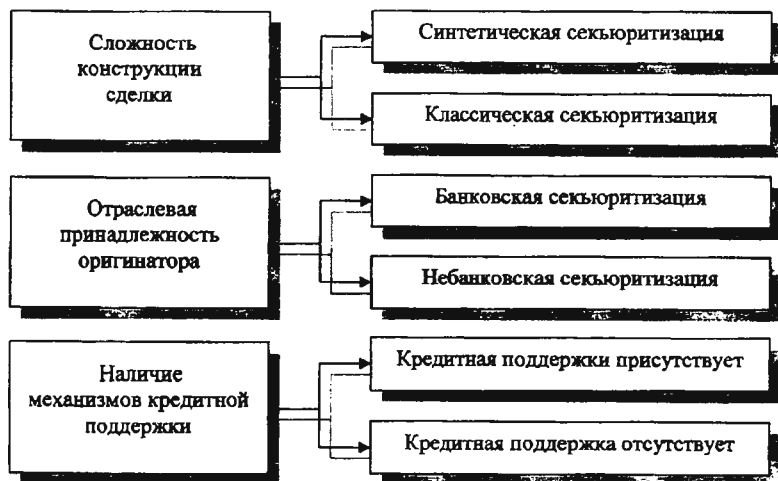 Сложность
конструкции
сделки
Синтетическая секьюритизация
Классическая секьюритизация
Отраслевая
принадлежность
оригинатора
Банковская секьюритизация
Небанковская секьюритизация
Наличие
механизмов кредитной
поддержки
Кредитная поддержки присутствует
Кредитная поддержка отсутствует